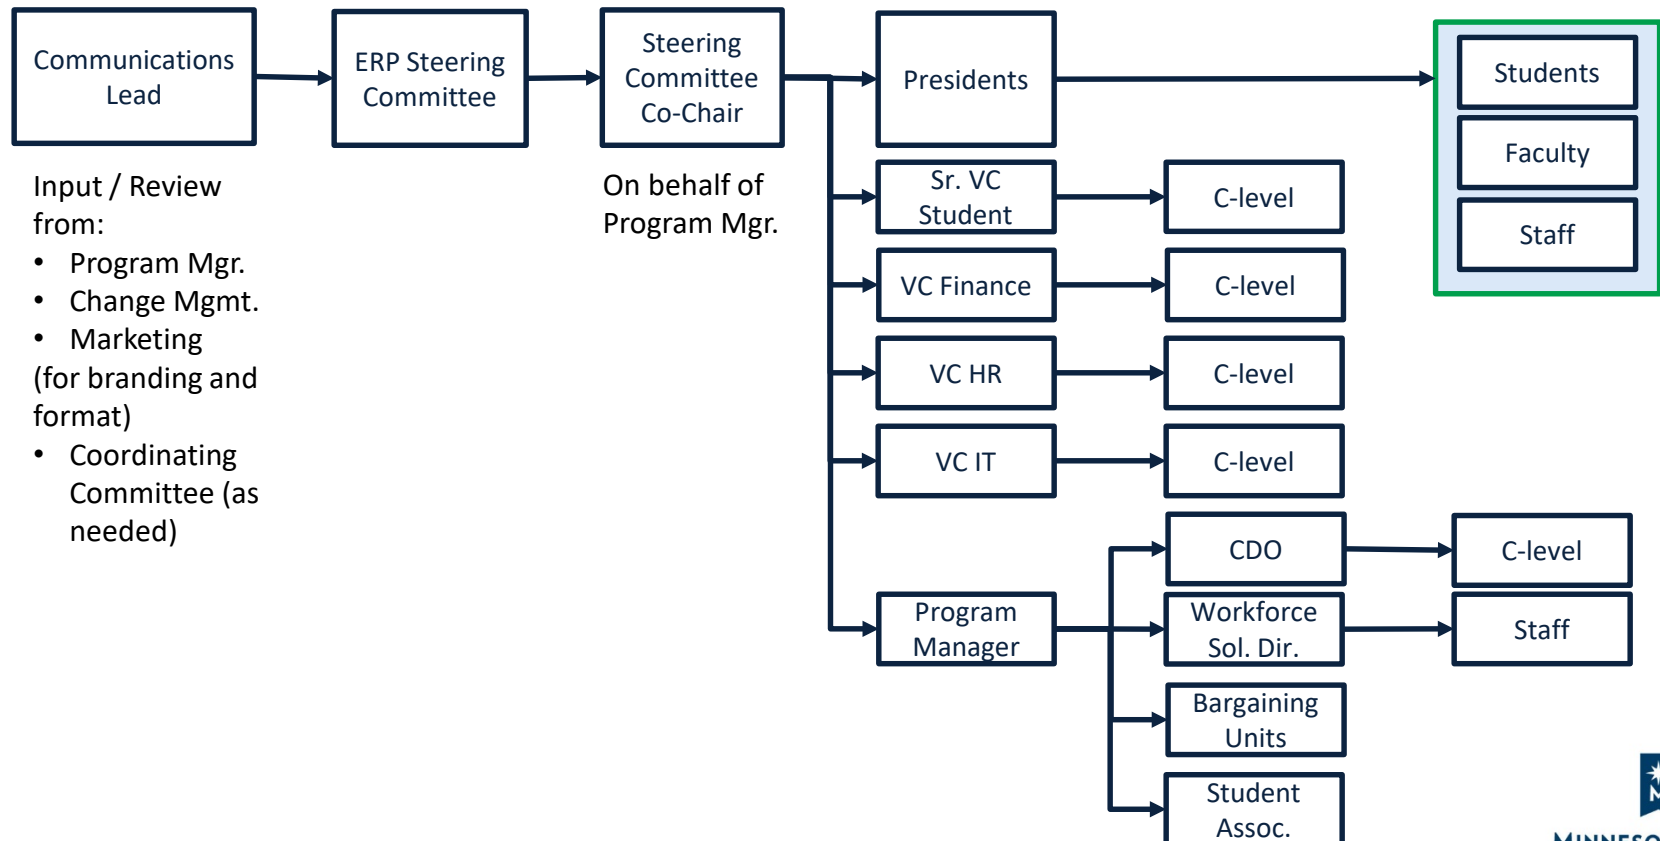 Communications
Lead
ERP Steering
Committee
Steering
Committee
Co-Chair
Presidents
Students
Faculty
Staff
Input / Review
from:
• Program Mgr.
• Change Mgmt.
• Marketing
(for branding and
format)
• Coordinating
Committee (as
needed)
On behalf of
Program Mgr.
Sr. VC
Student
C-level
VC Finance
C-level
VC HR
C-level
VC IT
C-level
Program
Manager
CDO
C-level
Workforce
Sol. Dir.
Staff
Bargaining
Units
Student
Assoc.